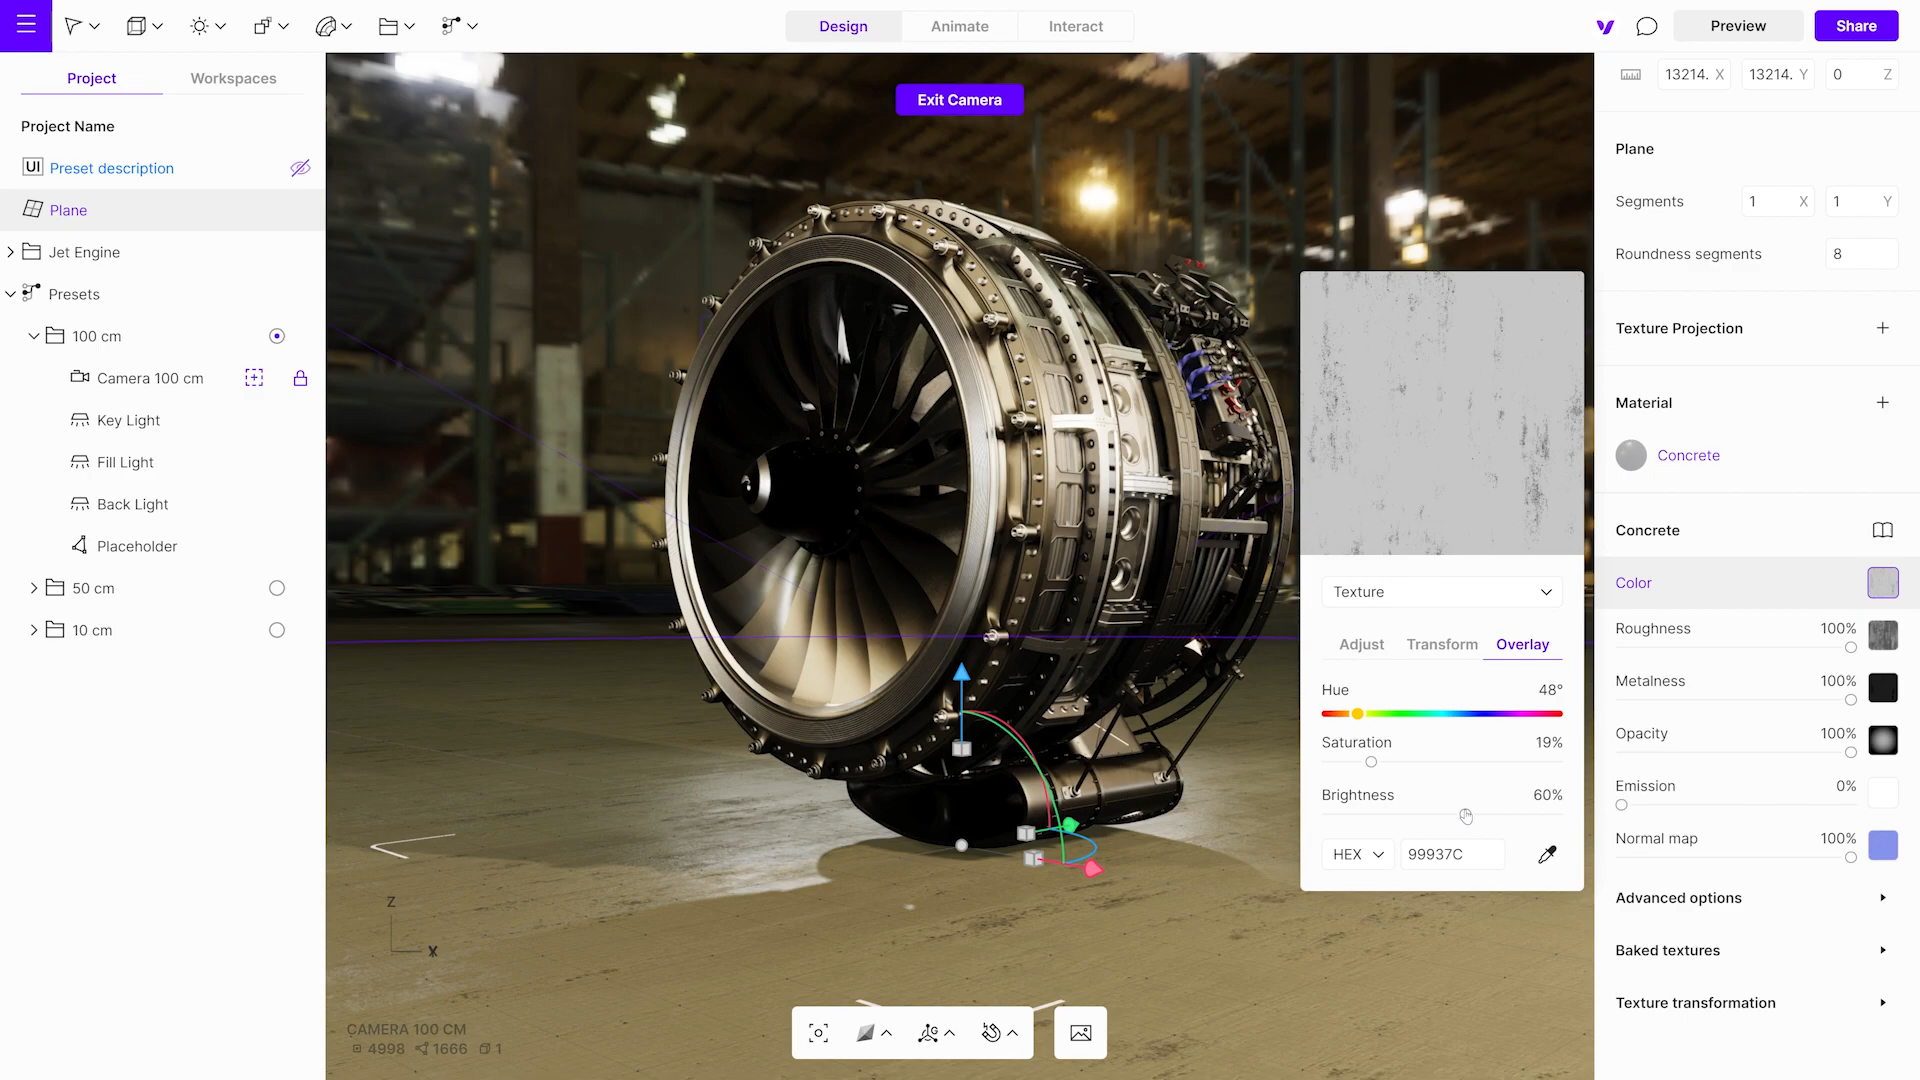 Design
Animate
Interact
Preview
Share
Project
Workspaces
Project Name
UI Preset description
Plane
Jet Engine
Presets
100 cm
Camera 100 cm
Key Light
Fill Light
Back Light
Placeholder
50 cm
10 cm
Exit Camera
Z
X
CAMERA 100 CM
4998 1666 1
G
Texture
Adjust Transform Overlay
Hue 48°
Saturation 19%
Brightness 60%
HEX 99937C
13214. X 13214. Y 0 Z
Plane
Segments 1 X 1 Y
Roundness segments 8
Texture Projection
Material
Concrete
Concrete
Color
Roughness 100%
Metalness 100%
Opacity 100%
Emission 0%
Normal map 100%
Advanced options
Baked textures
Texture transformation